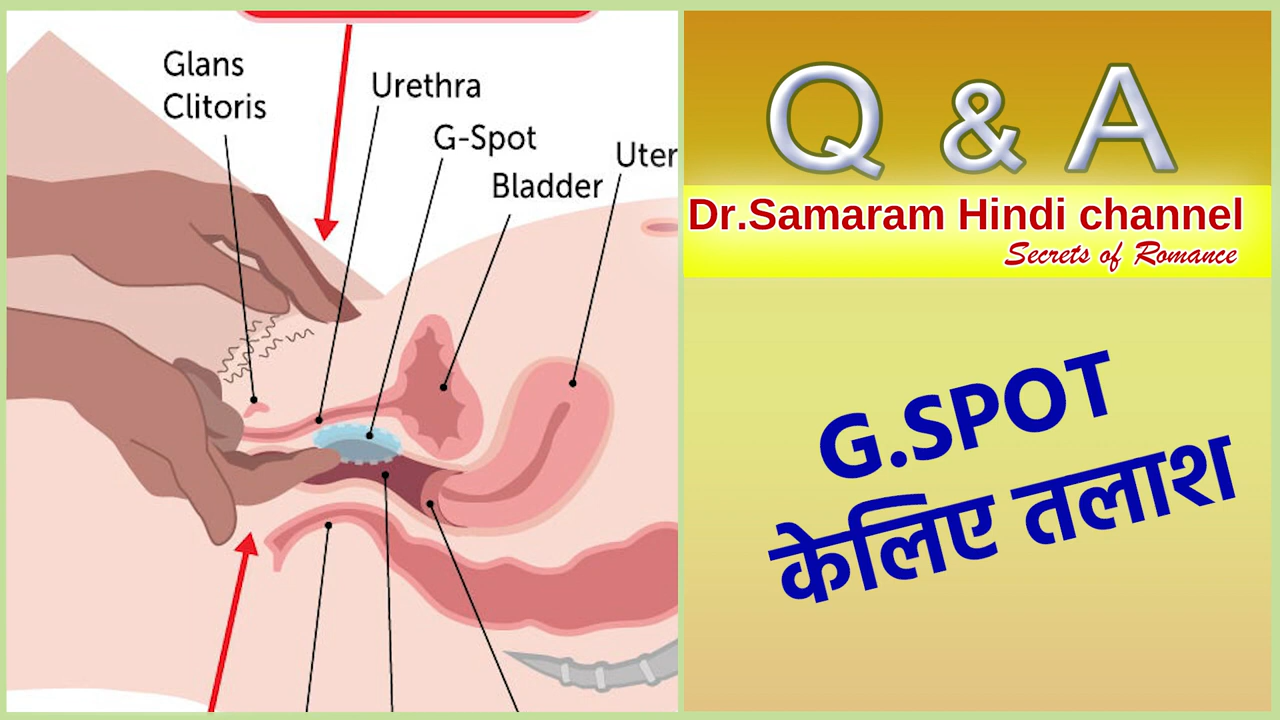 Glans
Clitoris
Urethra
G-Spot
Bladder
Uter
Q & A
Dr.Samaram Hindi channel
Secrets of Romance
G.SPOT
केलिए तलाश